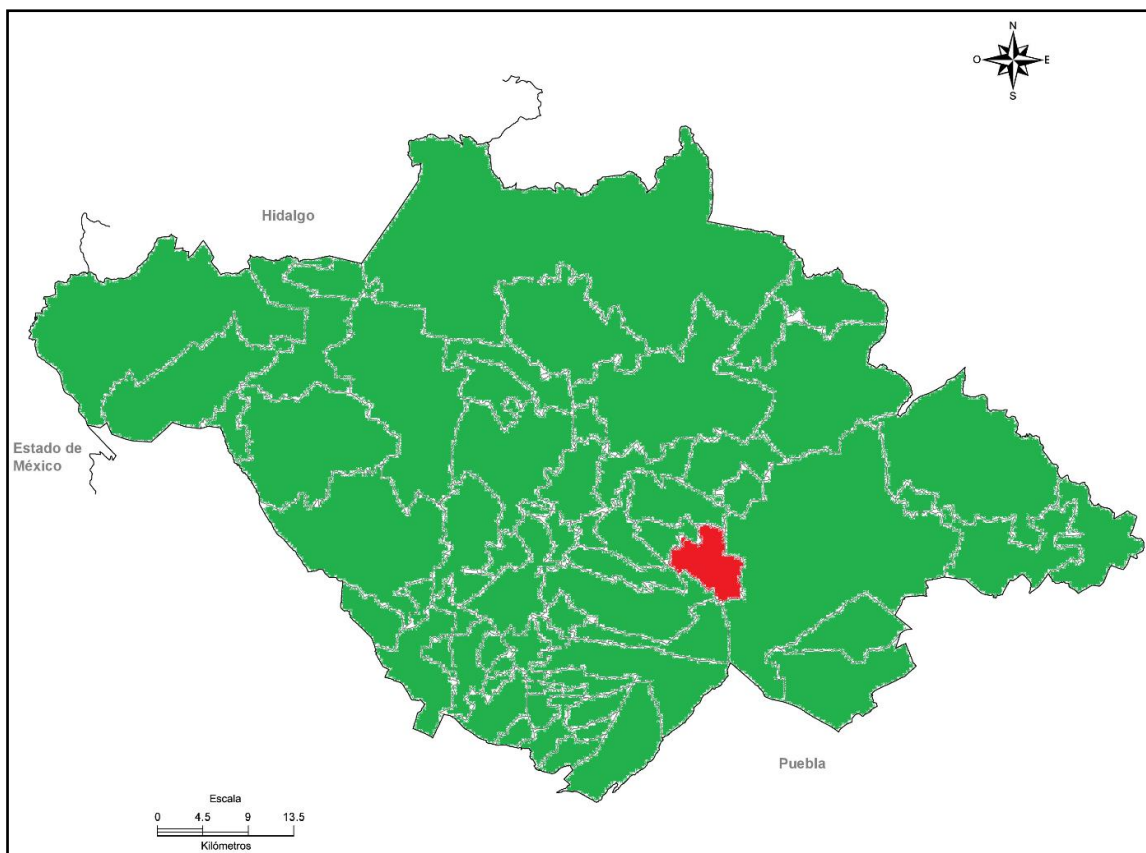 N
O E
S
Hidalgo
Estado de
México
Puebla
Escala
0 4.5 9 13.5
Kilómetros